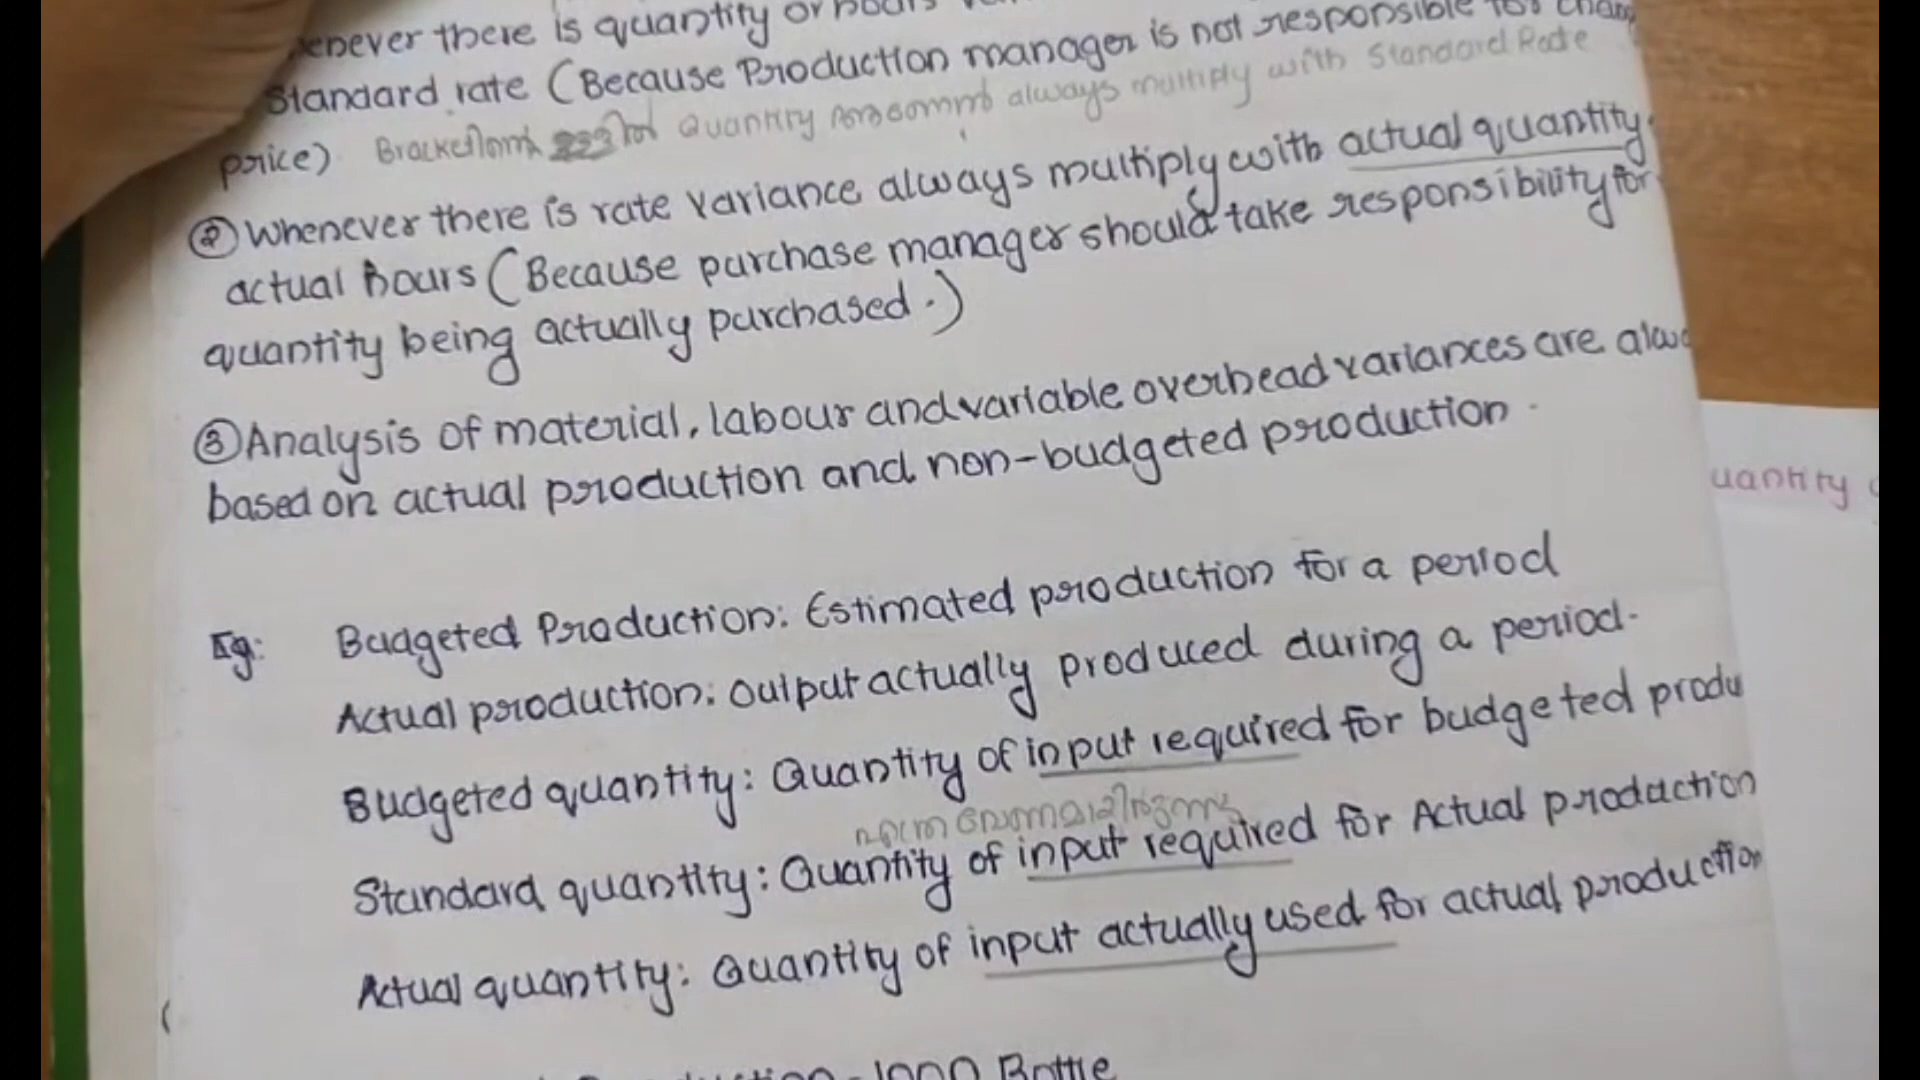 whenever there is quantity or hours
Standard rate (Because Production manager is not responsible for chan
price) Bracket always multiply with Standard Rate
② Whenever there is rate variance always multiply with actual quantity
actual hours (Because purchase manager should take responsibility for
quantity being actually purchased.)
③ Analysis of material, labour and variable overhead variances are alwa
based on actual production and non-budgeted production.
Eg: Budgeted Production: Estimated production for a period
Actual production: output actually produced during a period.
Budgeted quantity: Quantity of input required for budgeted produ
Standard quantity: Quantity of input required for Actual production
Actual quantity: Quantity of input actually used for actual production
uantity
1000 Bottle